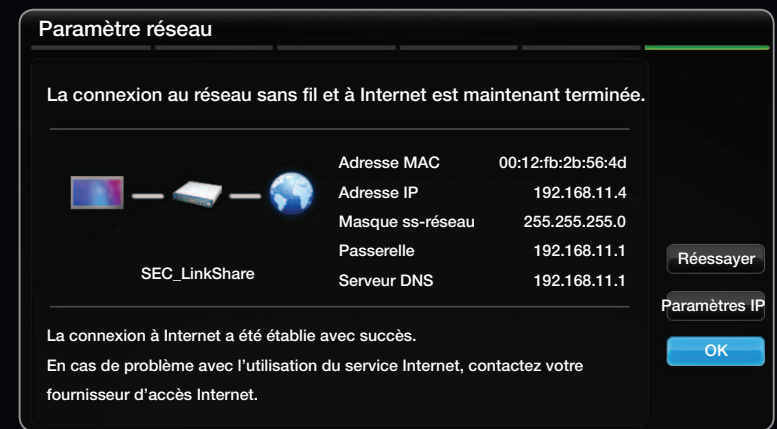 Paramètre réseau
La connexion au réseau sans fil et à Internet est maintenant terminée.
Adresse MAC 00:12:fb:2b:56:4d
Adresse IP 192.168.11.4
Masque ss-réseau 255.255.255.0
Passerelle 192.168.11.1
Serveur DNS 192.168.11.1
SEC_LinkShare
La connexion à Internet a été établie avec succès.
En cas de problème avec l’utilisation du service Internet, contactez votre
fournisseur d’accès Internet.
Réessayer
Paramètres IP
OK